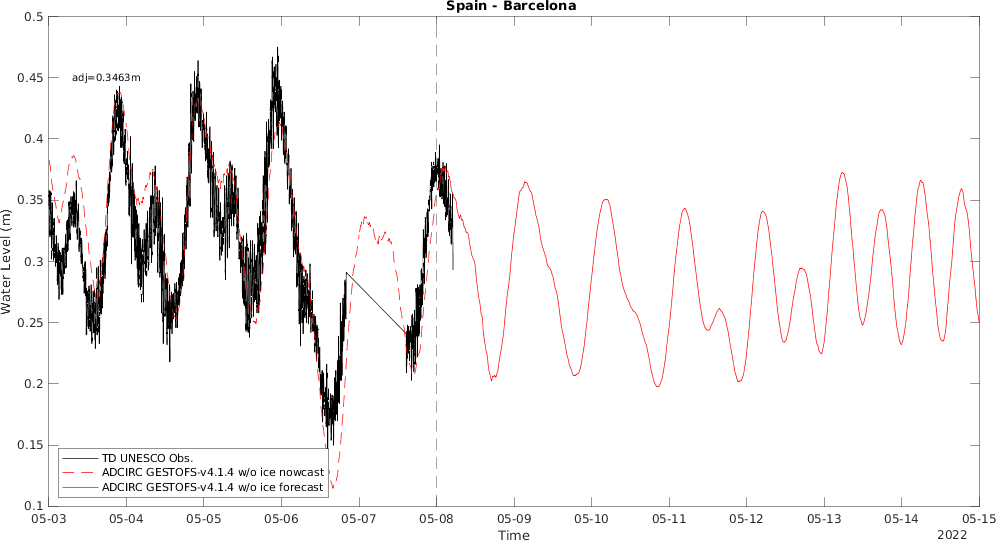 Spain - Barcelona
adj=0.3463m
0.5
0.45
0.4
0.35
0.3
0.25
0.2
0.15
0.1
Water Level (m)
TD UNESCO Obs.
ADCIRC GESTOFS-v4.1.4 w/o ice nowcast
ADCIRC GESTOFS-v4.1.4 w/o ice forecast
05-03 05-04 05-05 05-06 05-07 05-08 05-09 05-10 05-11 05-12 05-13 05-14 05-15
Time
2022